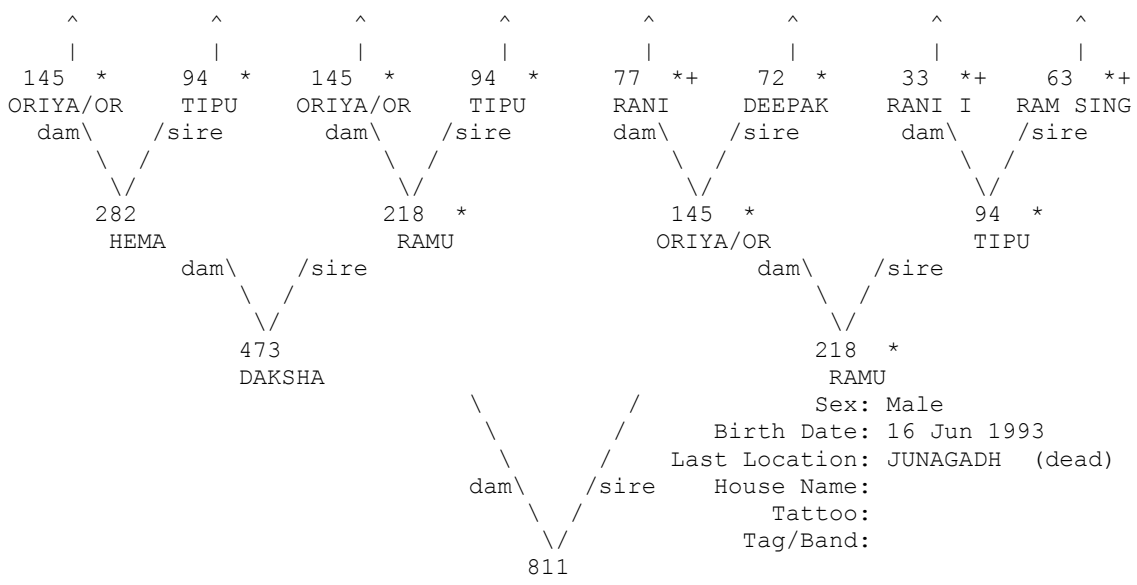 ^ ^ ^ ^ ^ ^ ^ ^
| | | | | | | |
145 * 94 * 145 * 94 * 77 *+ 72 * 33 *+ 63 *+
ORIYA/OR TIPU ORIYA/OR TIPU RANI DEEPAK RANI I RAM SING
dam\ /sire dam\ /sire dam\ /sire dam\ /sire
\ / \ / \ / \ /
\/ \/ \/ \/
282 218 * 145 * 94 *
HEMA RAMU ORIYA/OR TIPU
dam\ /sire dam\ /sire
\ / \ /
\/ \/
473 218 *
DAKSHA RAMU
\ / Sex: Male
\ / Birth Date: 16 Jun 1993
\ / Last Location: JUNAGADH (dead)
dam\ /sire House Name:
\ / Tattoo:
\/ Tag/Band:
811